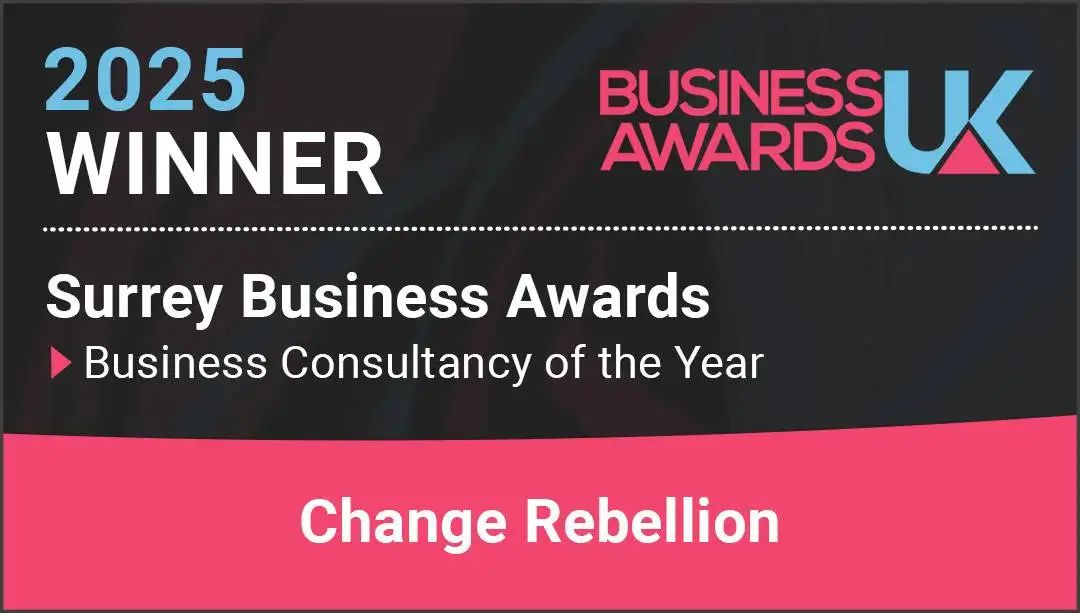 2025
WINNER
BUSINESS
AWARDS
UK
Surrey Business Awards
Business Consultancy of the Year
Change Rebellion